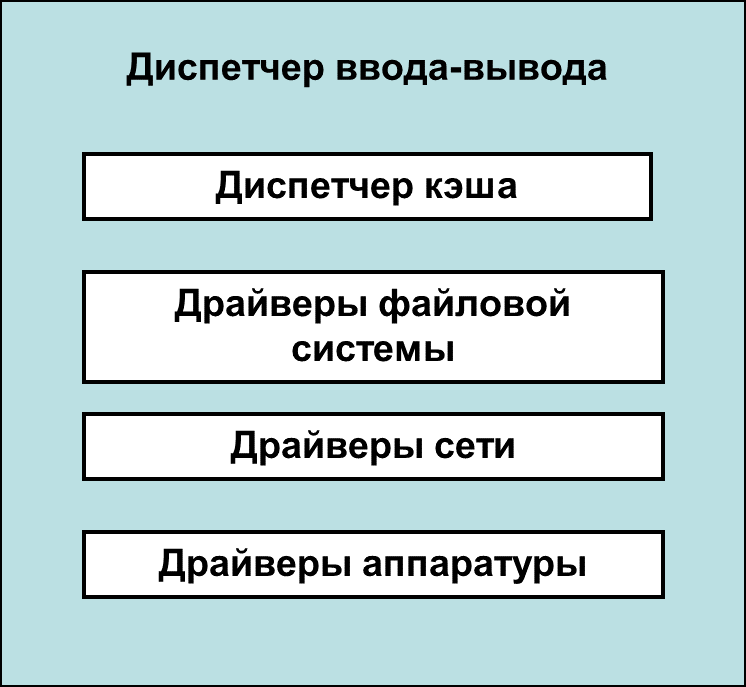 Диспетчер ввода-вывода
Диспетчер кэша
Драйверы файловой
системы
Драйверы сети
Драйверы аппаратуры